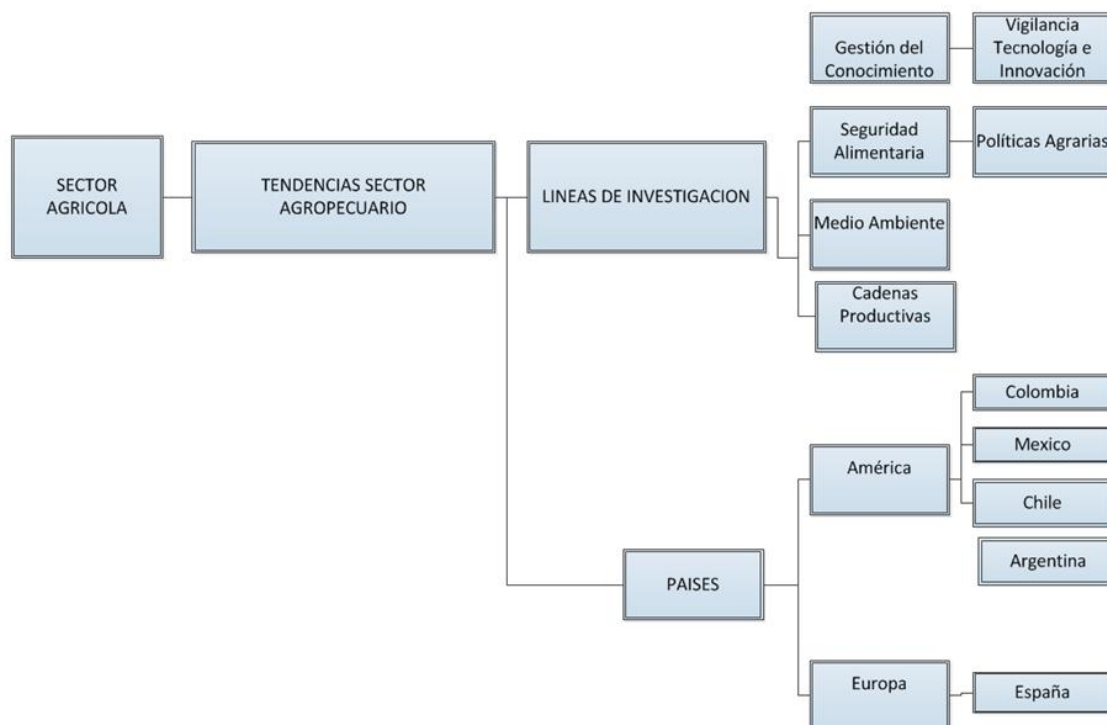 SECTOR
AGRICOLA
TENDENCIAS SECTOR
AGROPECUARIO
LINEAS DE INVESTIGACION
Gestión del
Conocimiento
Vigilancia
Tecnología e
Innovación
Seguridad
Alimentaria
Políticas Agrarias
Medio Ambiente
Cadenas
Productivas
PAISES
América
Colombia
Mexico
Chile
Argentina
Europa
España